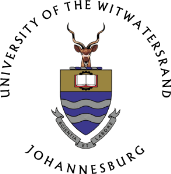 UNIVERSITY OF THE WITWATERSRAND
JOHANNESBURG